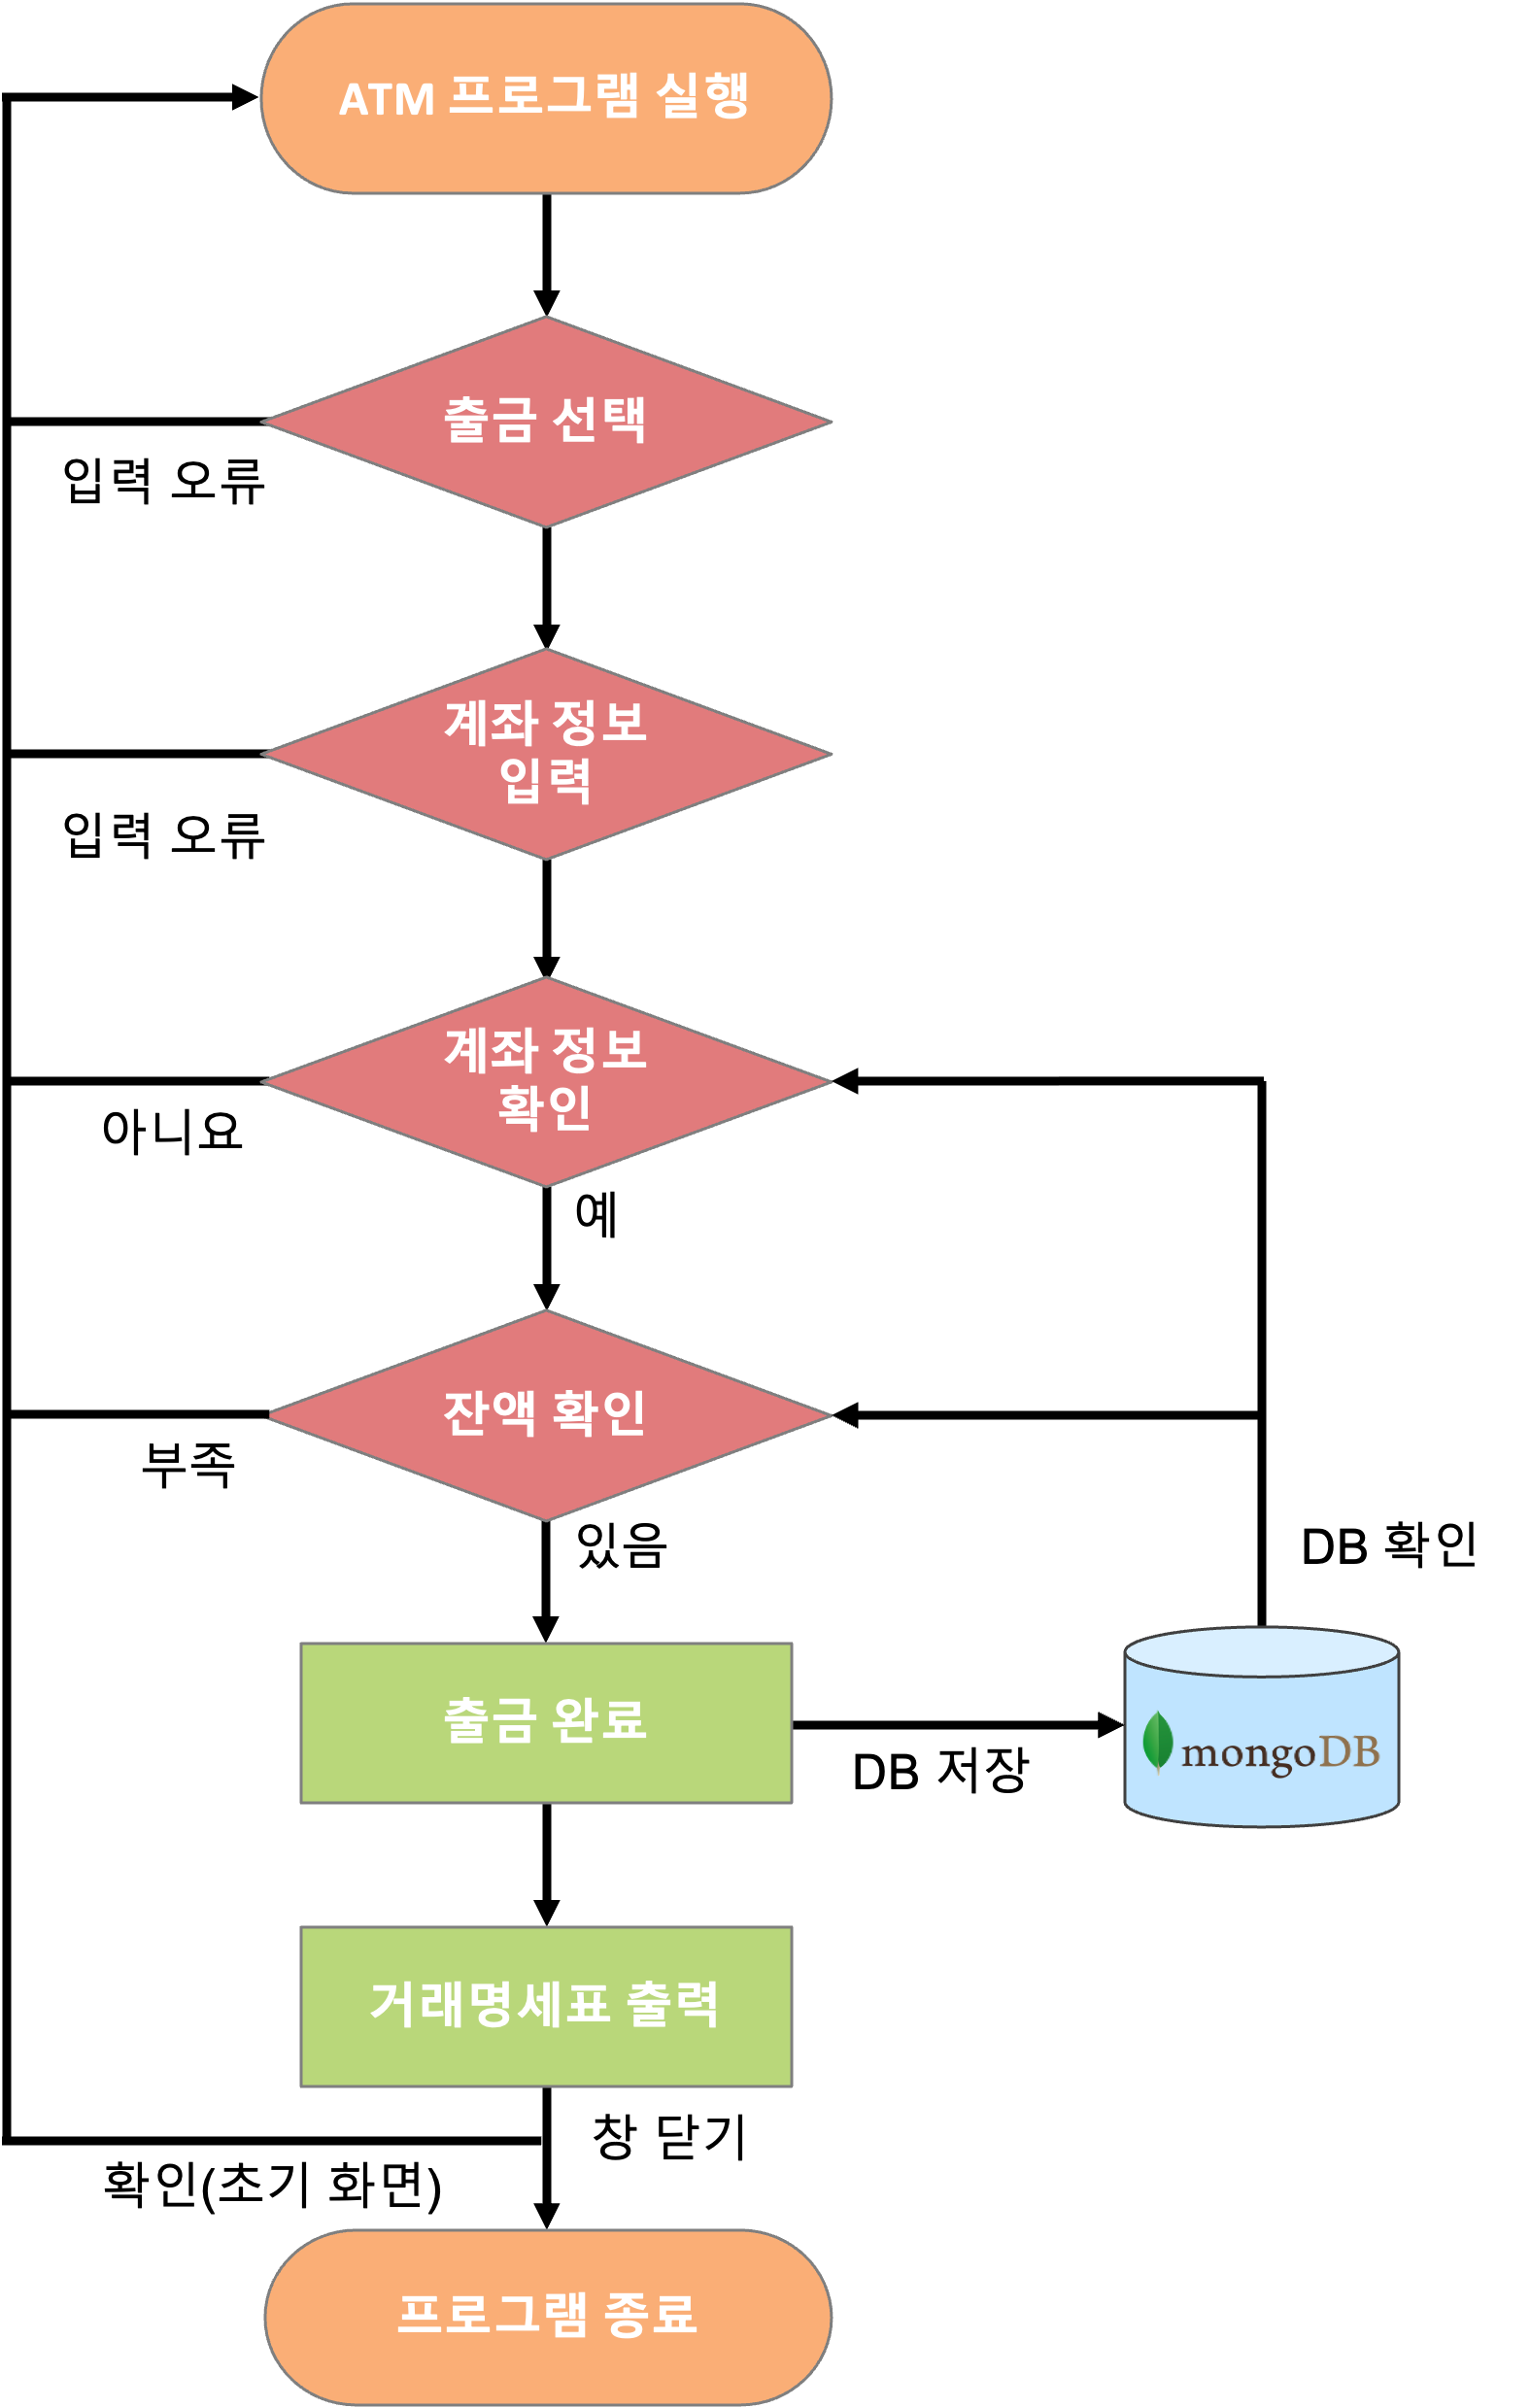 ATM 프로그램 실행
출금 선택
입력 오류
계좌 정보
입력
입력 오류
계좌 정보
확인
아니요
예
잔액 확인
부족
있음
DB 확인
출금 완료
DB 저장
mongoDB
거래명세표 출력
창 닫기
확인(초기 화면)
프로그램 종료